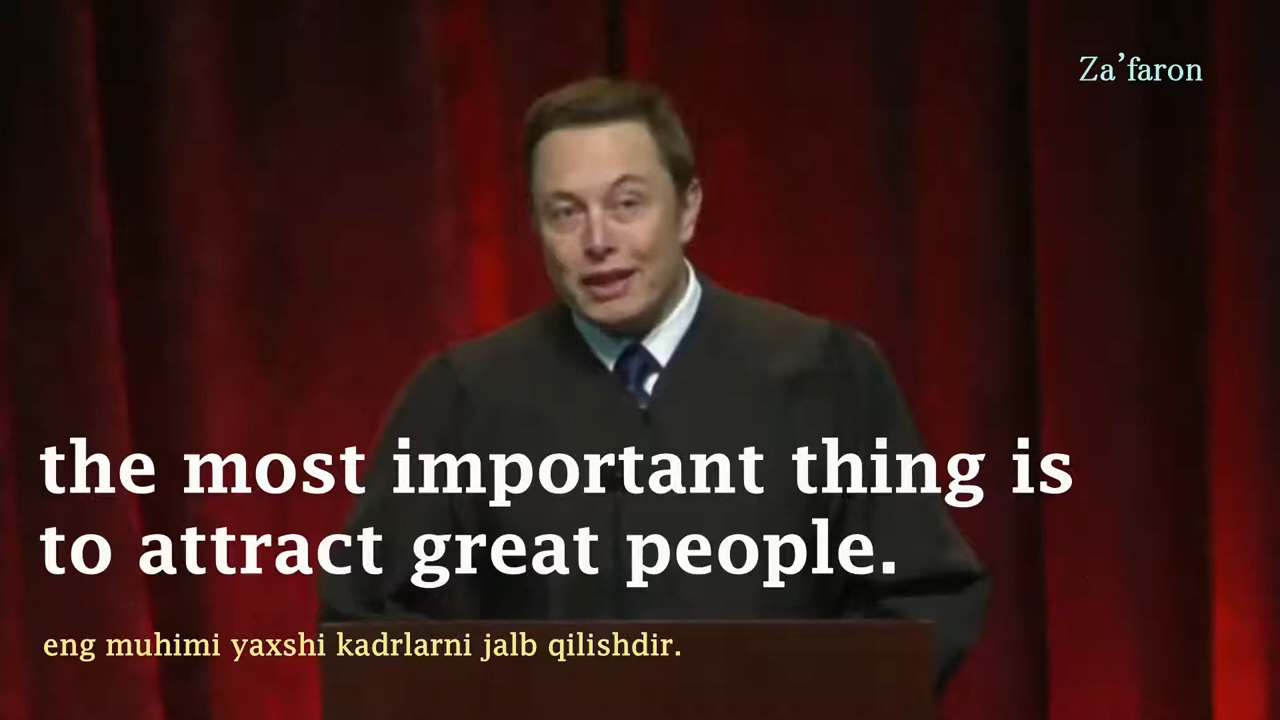 Za’faron
the most important thing is
to attract great people.
eng muhimi yaxshi kadrlarni jalb qilishdir.